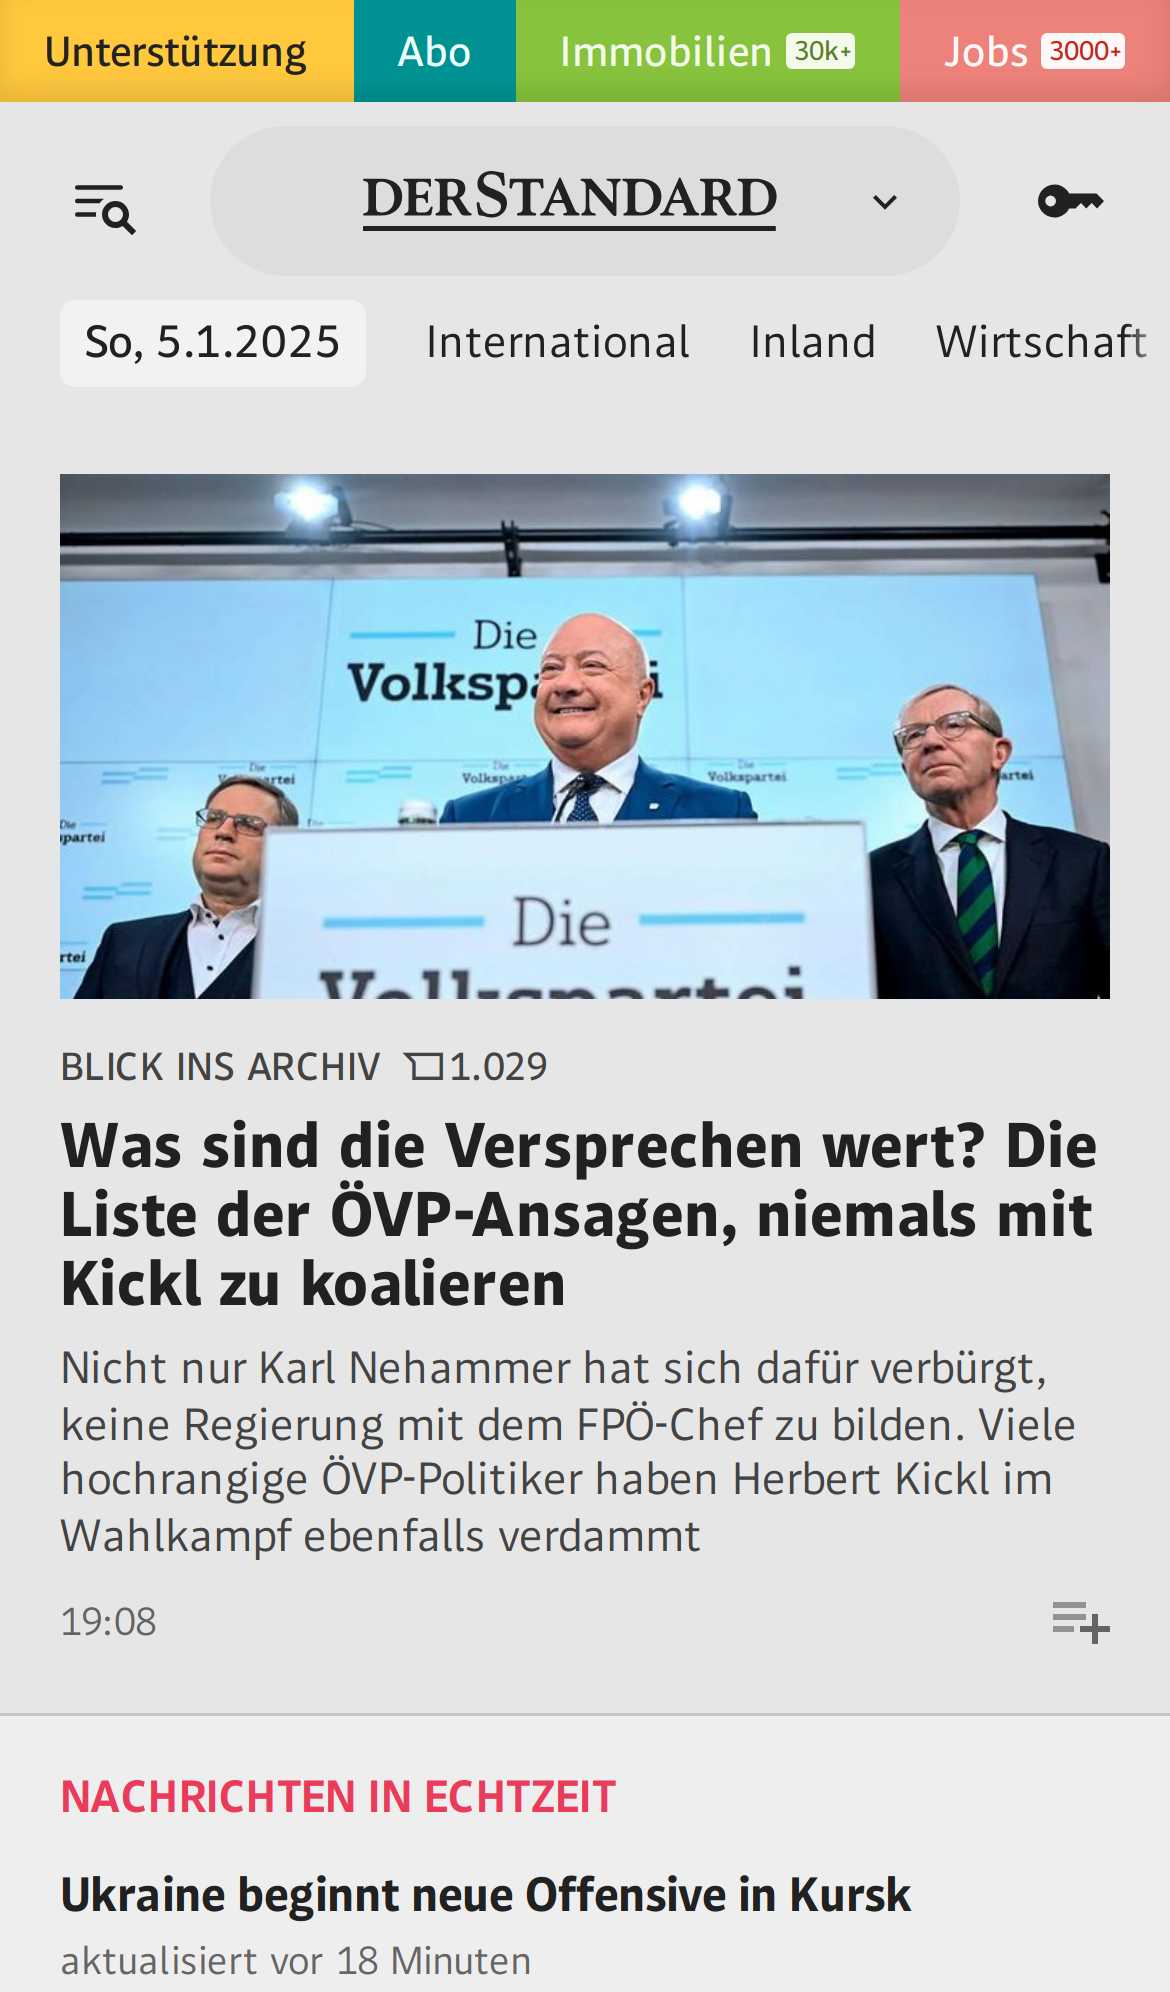 Unterstützung Abo Immobilien 30k+ Jobs 3000+
DERSTANDARD
So, 5.1.2025 International Inland Wirtschaft
Die
Die
Volkspartei
Die
Volkspartei
Die
spartei
artei
rtei
Die
Volkspartei
BLICK INS ARCHIV 1.029
Was sind die Versprechen wert? Die
Liste der ÖVP-Ansagen, niemals mit
Kickl zu koalieren
Nicht nur Karl Nehammer hat sich dafür verbürgt,
keine Regierung mit dem FPÖ-Chef zu bilden. Viele
hochrangige ÖVP-Politiker haben Herbert Kickl im
Wahlkampf ebenfalls verdammt
19:08
NACHRICHTEN IN ECHTZEIT
Ukraine beginnt neue Offensive in Kursk
aktualisiert vor 18 Minuten